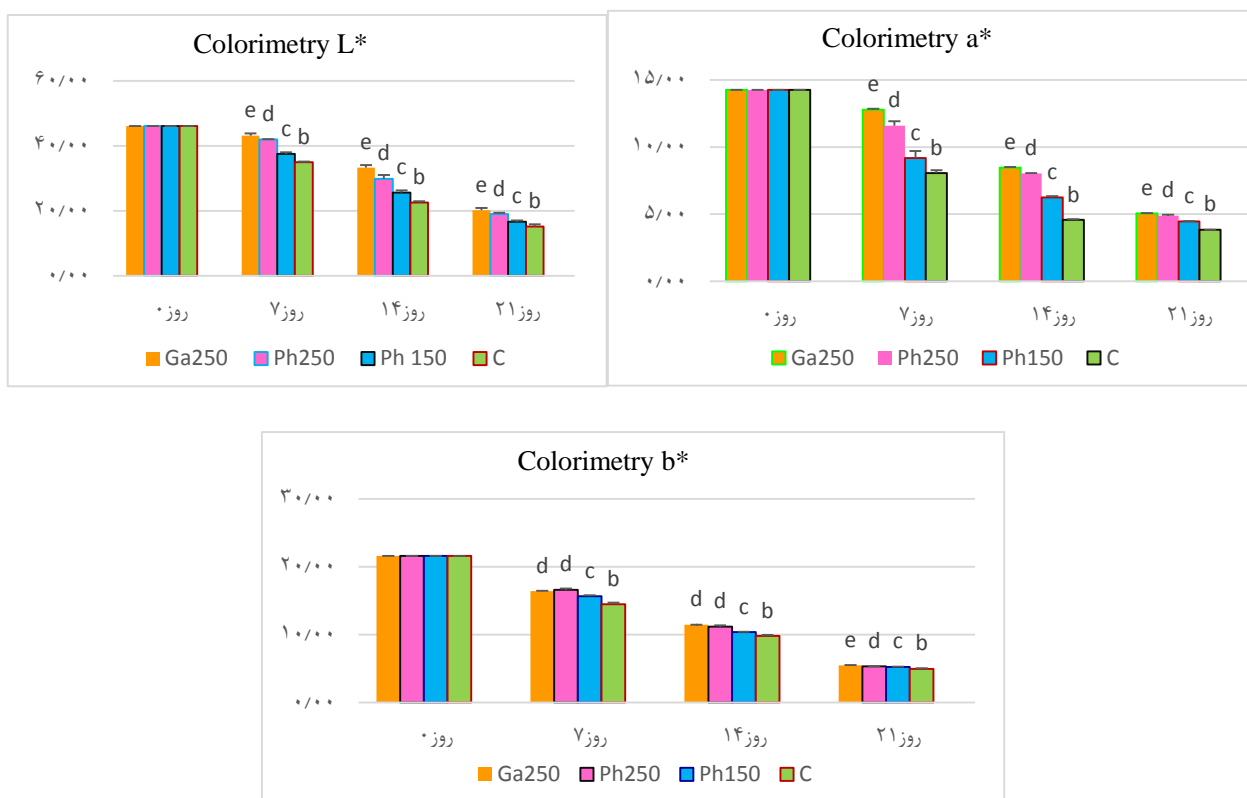 Colorimetry L*
۶۰/۰۰
۴۰/۰۰
۲۰/۰۰
۰/۰۰
e d c b
e d c b
e d c b
روز۰ روز۷ روز۱۴ روز۲۱
Ga250 Ph250 Ph 150 C
Colorimetry a*
۱۵/۰۰
۱۰/۰۰
۵/۰۰
۰/۰۰
e d c b
e d c b
e d c b
روز۰ روز۷ روز۱۴ روز۲۱
Ga250 Ph250 Ph150 C
Colorimetry b*
۳۰/۰۰
۲۰/۰۰
۱۰/۰۰
۰/۰۰
d d c b
d d c b
e d c b
روز۰ روز۷ روز۱۴ روز۲۱
Ga250 Ph250 Ph150 C